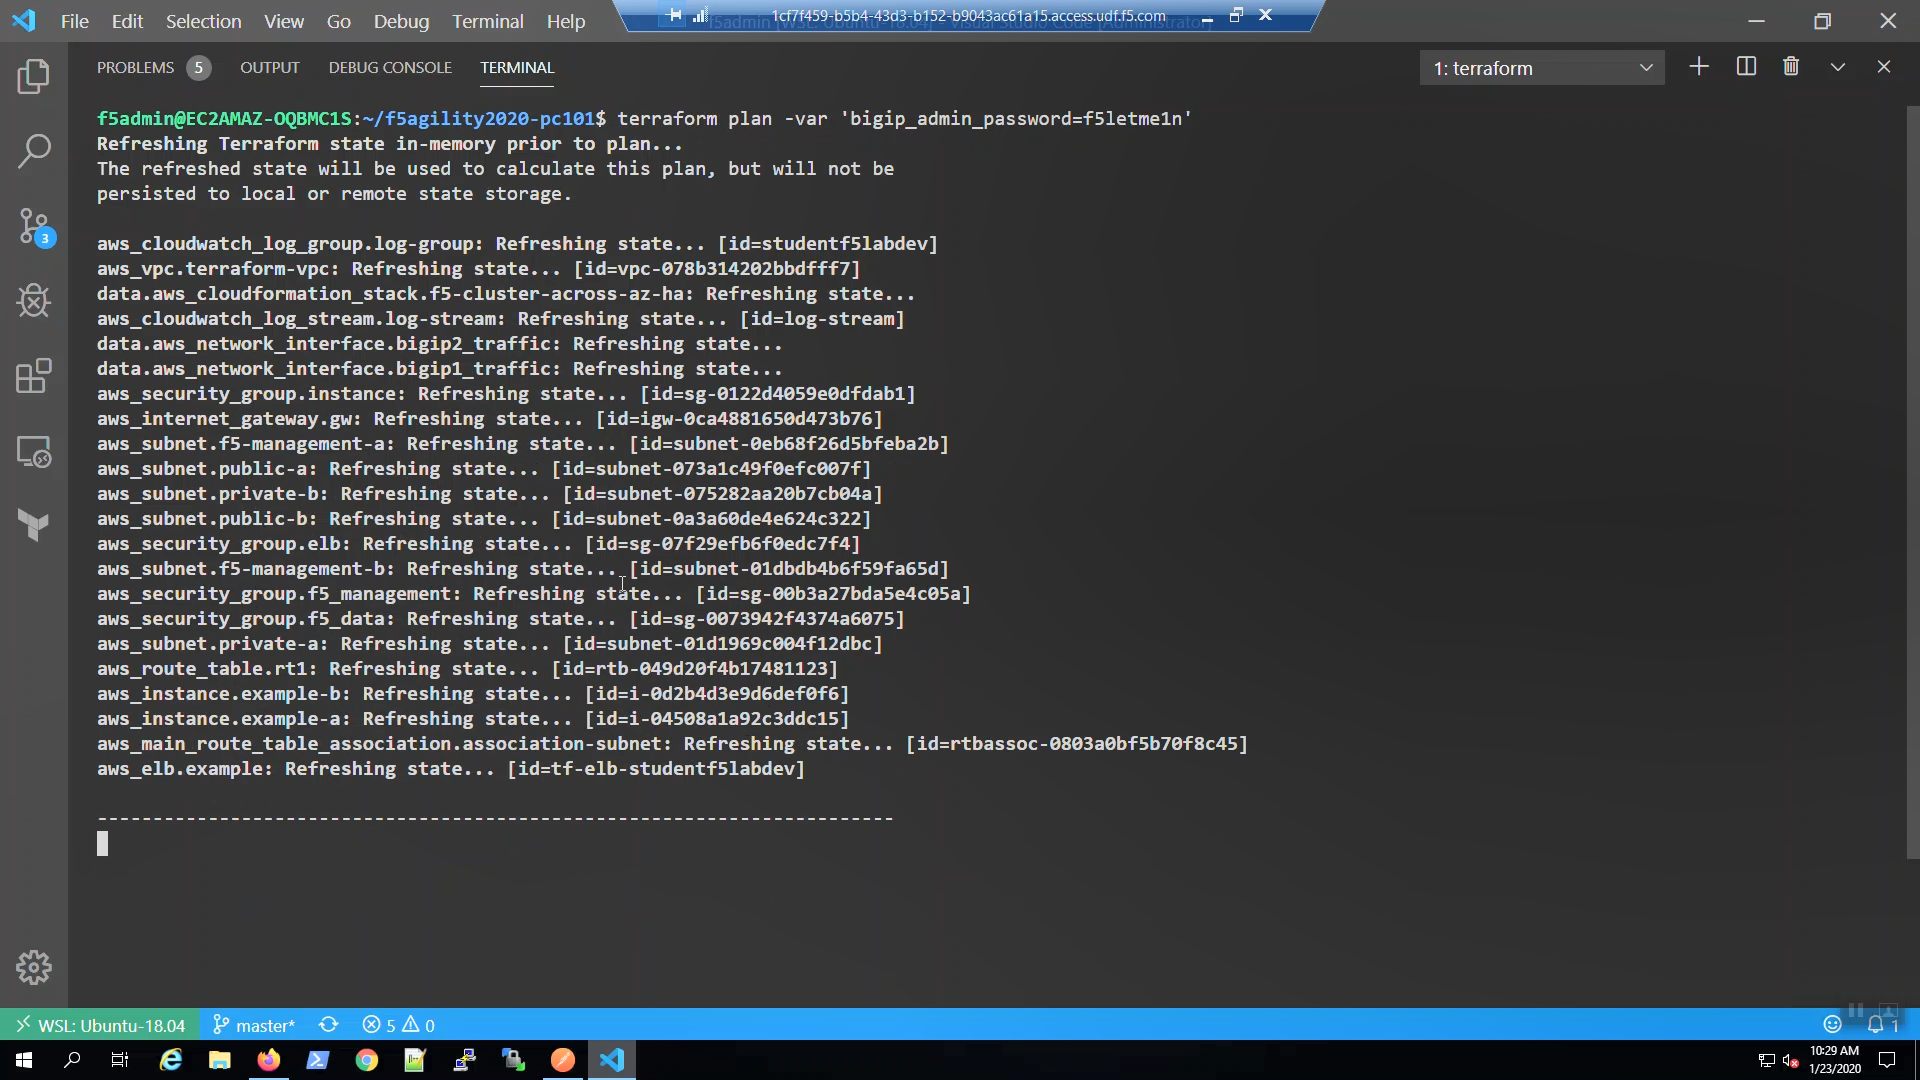 File Edit Selection View Go Debug Terminal Help
1cf7f459-b5b4-43d3-b152-b9043ac61a15.access.udf.f5.com
PROBLEMS 5 OUTPUT DEBUG CONSOLE TERMINAL
1: terraform
f5admin@EC2AMAZ-OQBMC1S:~/f5agility2020-pc101$ terraform plan -var 'bigip_admin_password=f5letme1n'
Refreshing Terraform state in-memory prior to plan...
The refreshed state will be used to calculate this plan, but will not be
persisted to local or remote state storage.
aws_cloudwatch_log_group.log-group: Refreshing state... [id=studentf5labdev]
aws_vpc.terraform-vpc: Refreshing state... [id=vpc-078b314202bbdfff7]
data.aws_cloudformation_stack.f5-cluster-across-az-ha: Refreshing state...
aws_cloudwatch_log_stream.log-stream: Refreshing state... [id=log-stream]
data.aws_network_interface.bigip2_traffic: Refreshing state...
data.aws_network_interface.bigip1_traffic: Refreshing state...
aws_security_group.instance: Refreshing state... [id=sg-0122d4059e0dfdab1]
aws_internet_gateway.gw: Refreshing state... [id=igw-0ca4881650d473b76]
aws_subnet.f5-management-a: Refreshing state... [id=subnet-0eb68f26d5bfeba2b]
aws_subnet.public-a: Refreshing state... [id=subnet-073a1c49f0efc007f]
aws_subnet.private-b: Refreshing state... [id=subnet-075282aa20b7cb04a]
aws_subnet.public-b: Refreshing state... [id=subnet-0a3a60de4e624c322]
aws_security_group.elb: Refreshing state... [id=sg-07f29efb6f0edc7f4]
aws_subnet.f5-management-b: Refreshing state... [id=subnet-01dbdb4b6f59fa65d]
aws_security_group.f5_management: Refreshing state... [id=sg-00b3a27bda5e4c05a]
aws_security_group.f5_data: Refreshing state... [id=sg-0073942f4374a6075]
aws_subnet.private-a: Refreshing state... [id=subnet-01d1969c004f12dbc]
aws_route_table.rt1: Refreshing state... [id=rtb-049d20f4b17481123]
aws_instance.example-b: Refreshing state... [id=i-0d2b4d3e9d6def0f6]
aws_instance.example-a: Refreshing state... [id=i-04508a1a92c3ddc15]
aws_main_route_table_association.association-subnet: Refreshing state... [id=rtbassoc-0803a0bf5b70f8c45]
aws_elb.example: Refreshing state... [id=tf-elb-studentf5labdev]
------------------------------------------------------------------------
3
WSL: Ubuntu-18.04 master* 5 0 1
10:29 AM
1/23/2020